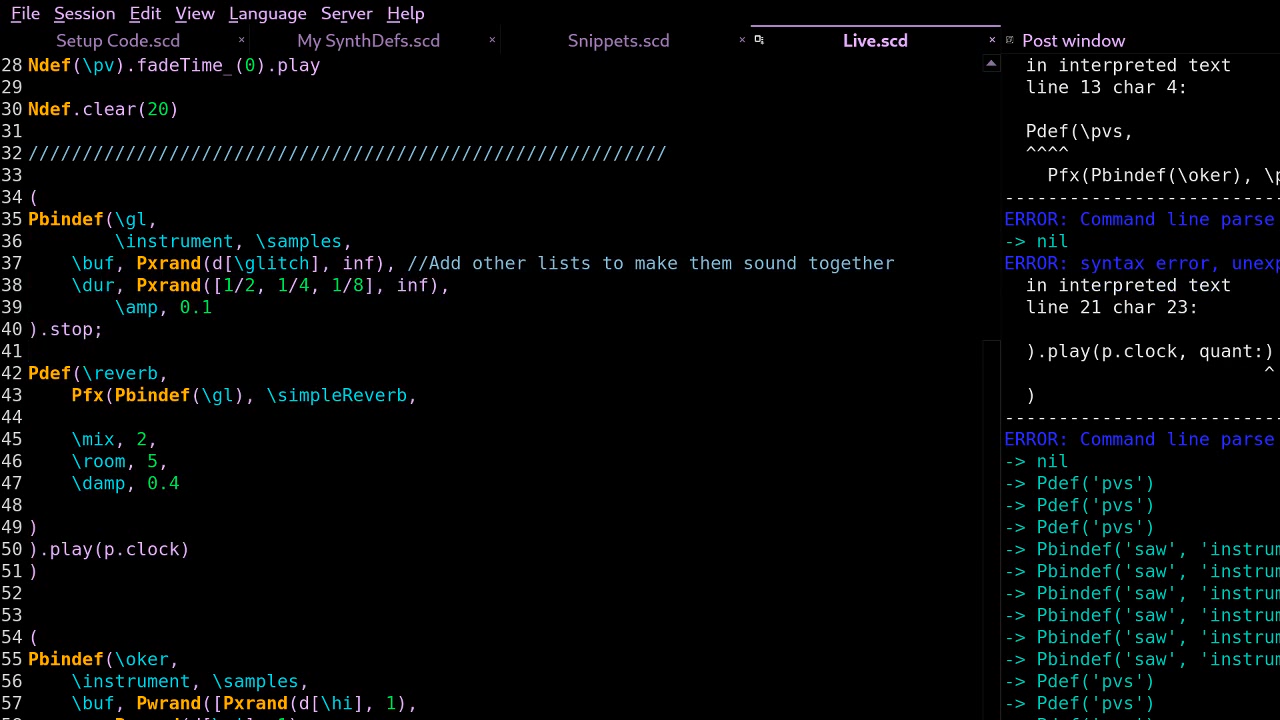 File Session Edit View Language Server Help
Setup Code.scd × My SynthDefs.scd × Snippets.scd × Live.scd × Post window
28 Ndef(\pv).fadeTime_(0).play
29
30 Ndef.clear(20)
31
32 ///////////////////////////////////////////////////////////
33
34 (
35 Pbindef(\gl,
36 \instrument, \samples,
37 \buf, Pxrand(d[\glitch], inf), //Add other lists to make them sound together
38 \dur, Pxrand([1/2, 1/4, 1/8], inf),
39 \amp, 0.1
40 ).stop;
41
42 Pdef(\reverb,
43 Pfx(Pbindef(\gl), \simpleReverb,
44
45 \mix, 2,
46 \room, 5,
47 \damp, 0.4
48
49 )
50 ).play(p.clock)
51 )
52
53
54 (
55 Pbindef(\oker,
56 \instrument, \samples,
57 \buf, Pwrand([Pxrand(d[\hi], 1),
in interpreted text
line 13 char 4:
Pdef(\pvs,
^^^^
Pfx(Pbindef(\oker), \p
-------------------------
ERROR: Command line parse
-> nil
ERROR: syntax error, unexp
in interpreted text
line 21 char 23:
).play(p.clock, quant:)
^
)
-------------------------
ERROR: Command line parse
-> nil
-> Pdef('pvs')
-> Pdef('pvs')
-> Pdef('pvs')
-> Pbindef('saw', 'instrum
-> Pbindef('saw', 'instrum
-> Pbindef('saw', 'instrum
-> Pbindef('saw', 'instrum
-> Pbindef('saw', 'instrum
-> Pbindef('saw', 'instrum
-> Pdef('pvs')
-> Pdef('pvs')